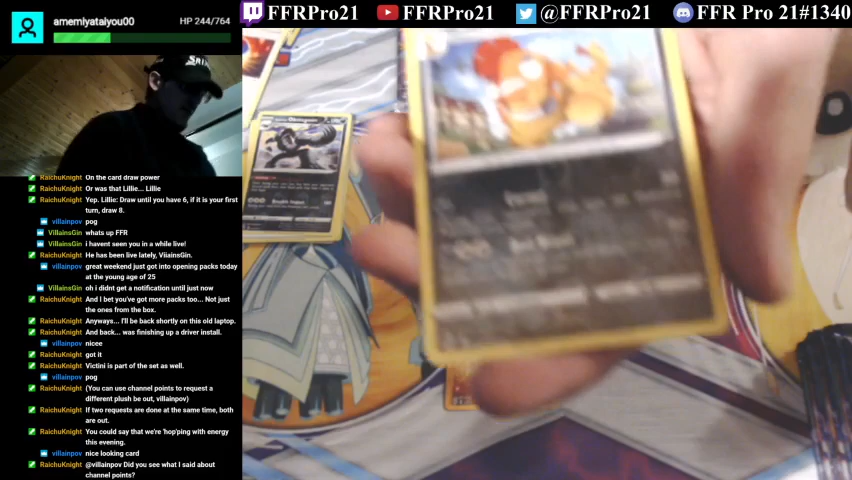 amemiyataiyou00
HP 244/764
FFRPro21
FFRPro21
@FFRPro21
FFR Pro 21#1340
On the card draw power
RaichuKnight Or was that Lillie... Lillie
RaichuKnight Yep. Lillie: Draw until you have 6, if it is your first
turn, draw 8.
villainpov pog
VillainsGin whats up FFR
VillainsGin i havent seen you in a while live!
RaichuKnight He has been live lately, ViiainsGin.
villainpov great weekend just got into opening packs today
at the young age of 25
VillainsGin oh i didnt get a notification until just now
RaichuKnight And I bet you've got more packs too... Not just
the ones from the box.
RaichuKnight Anyways... I'll be back shortly on this old laptop.
RaichuKnight And back... was finishing up a driver install.
villainpov nicee
RaichuKnight got it
RaichuKnight Victini is part of the set as well.
villainpov pog
RaichuKnight (You can use channel points to request a
different plush be out, villainpov)
RaichuKnight If two requests are done at the same time, both
are out.
RaichuKnight You could say that we're 'hop'ping with energy
this evening.
villainpov nice looking card
RaichuKnight @villainpov Did you see what I said about
channel points?